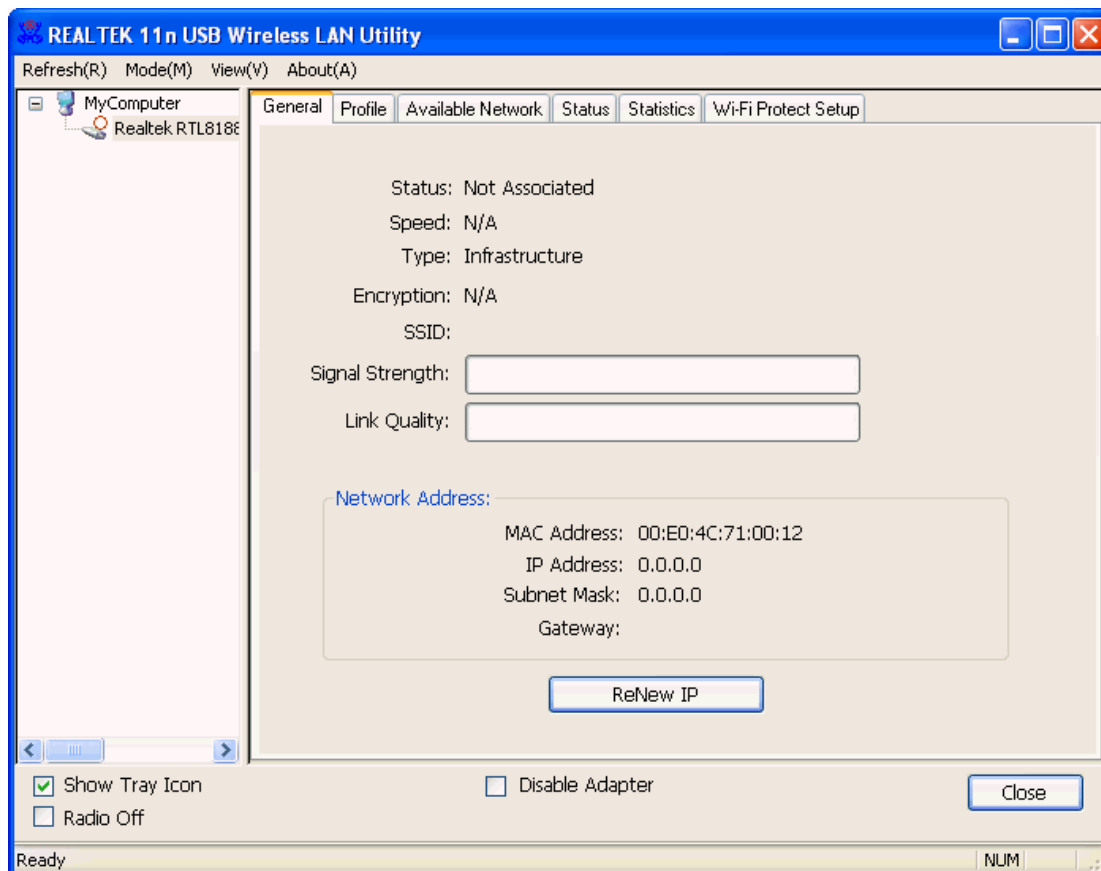 REALTEK 11n USB Wireless LAN Utility
Refresh(R) Mode(M) View(V) About(A)
MyComputer
Realtek RTL8188
General Profile Available Network Status Statistics Wi-Fi Protect Setup
Status: Not Associated
Speed: N/A
Type: Infrastructure
Encryption: N/A
SSID:
Signal Strength:
Link Quality:
Network Address:
MAC Address: 00:E0:4C:71:00:12
IP Address: 0.0.0.0
Subnet Mask: 0.0.0.0
Gateway:
ReNew IP
Show Tray Icon
Radio Off
Disable Adapter
Close
Ready
NUM